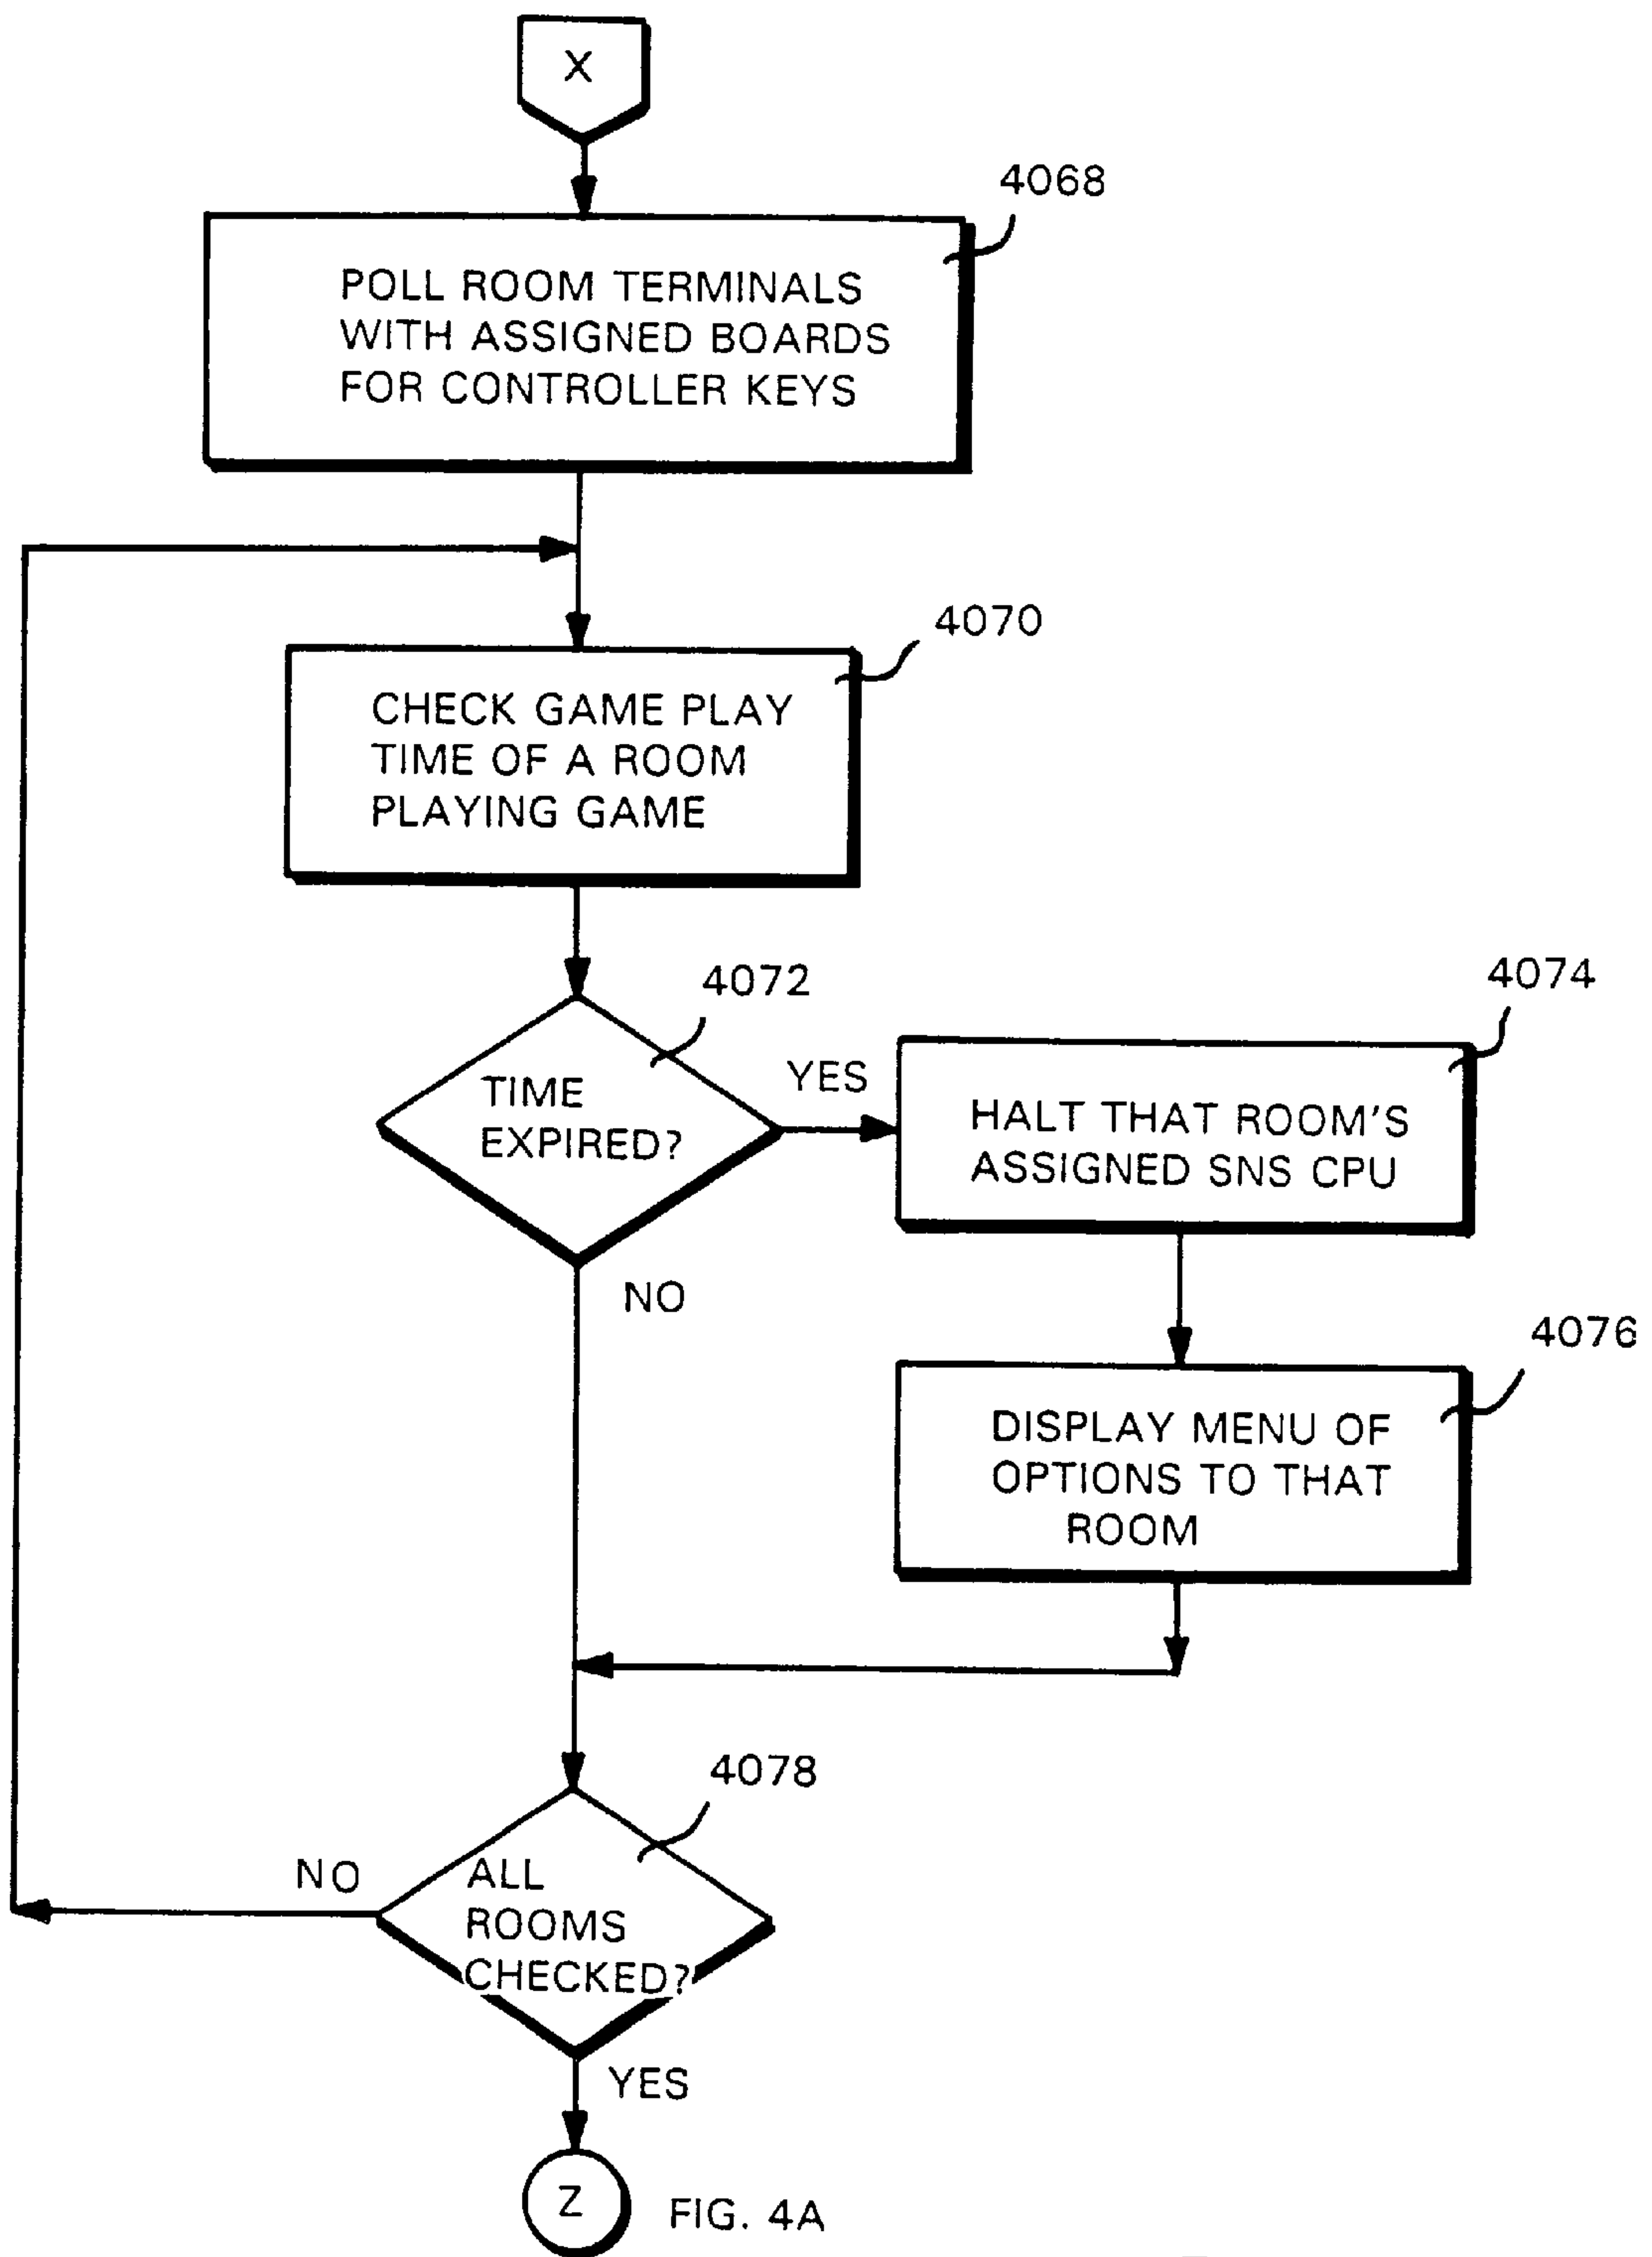 X
4068
POLL ROOM TERMINALS
WITH ASSIGNED BOARDS
FOR CONTROLLER KEYS
4070
CHECK GAME PLAY
TIME OF A ROOM
PLAYING GAME
4072
TIME
EXPIRED?
YES
4074
HALT THAT ROOM'S
ASSIGNED SNS CPU
NO
4076
DISPLAY MENU OF
OPTIONS TO THAT
ROOM
4078
NO
ALL
ROOMS
CHECKED?
YES
Z
FIG. 4A